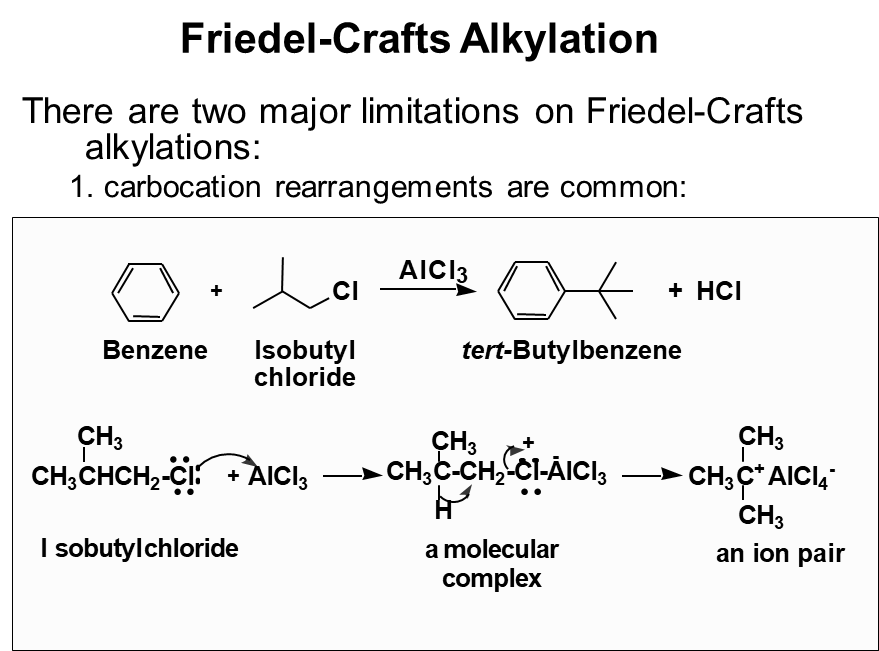 Friedel-Crafts Alkylation
There are two major limitations on Friedel-Crafts
alkylations:
1. carbocation rearrangements are common:
+ Cl AlCl3 + HCl
Benzene Isobutyl chloride tert-Butylbenzene
CH3
CH3CHCH2-Cl + AlCl3
I sobutylchloride
CH3 +
CH3C-CH2-Cl-AlCl3
H
a molecular
complex
CH3
CH3C+ AlCl4-
CH3
an ion pair